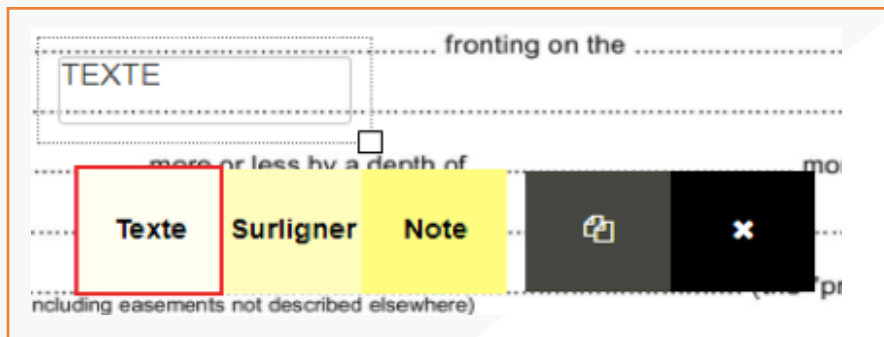 fronting on the
TEXTE
more or less by a depth of
Texte Surligner Note
ncluding easements not described elsewhere)